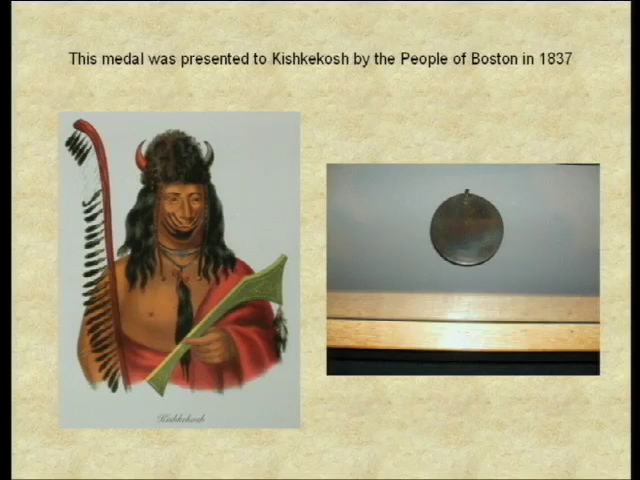 This medal was presented to Kishkekosh by the People of Boston in 1837
Kishkekosh